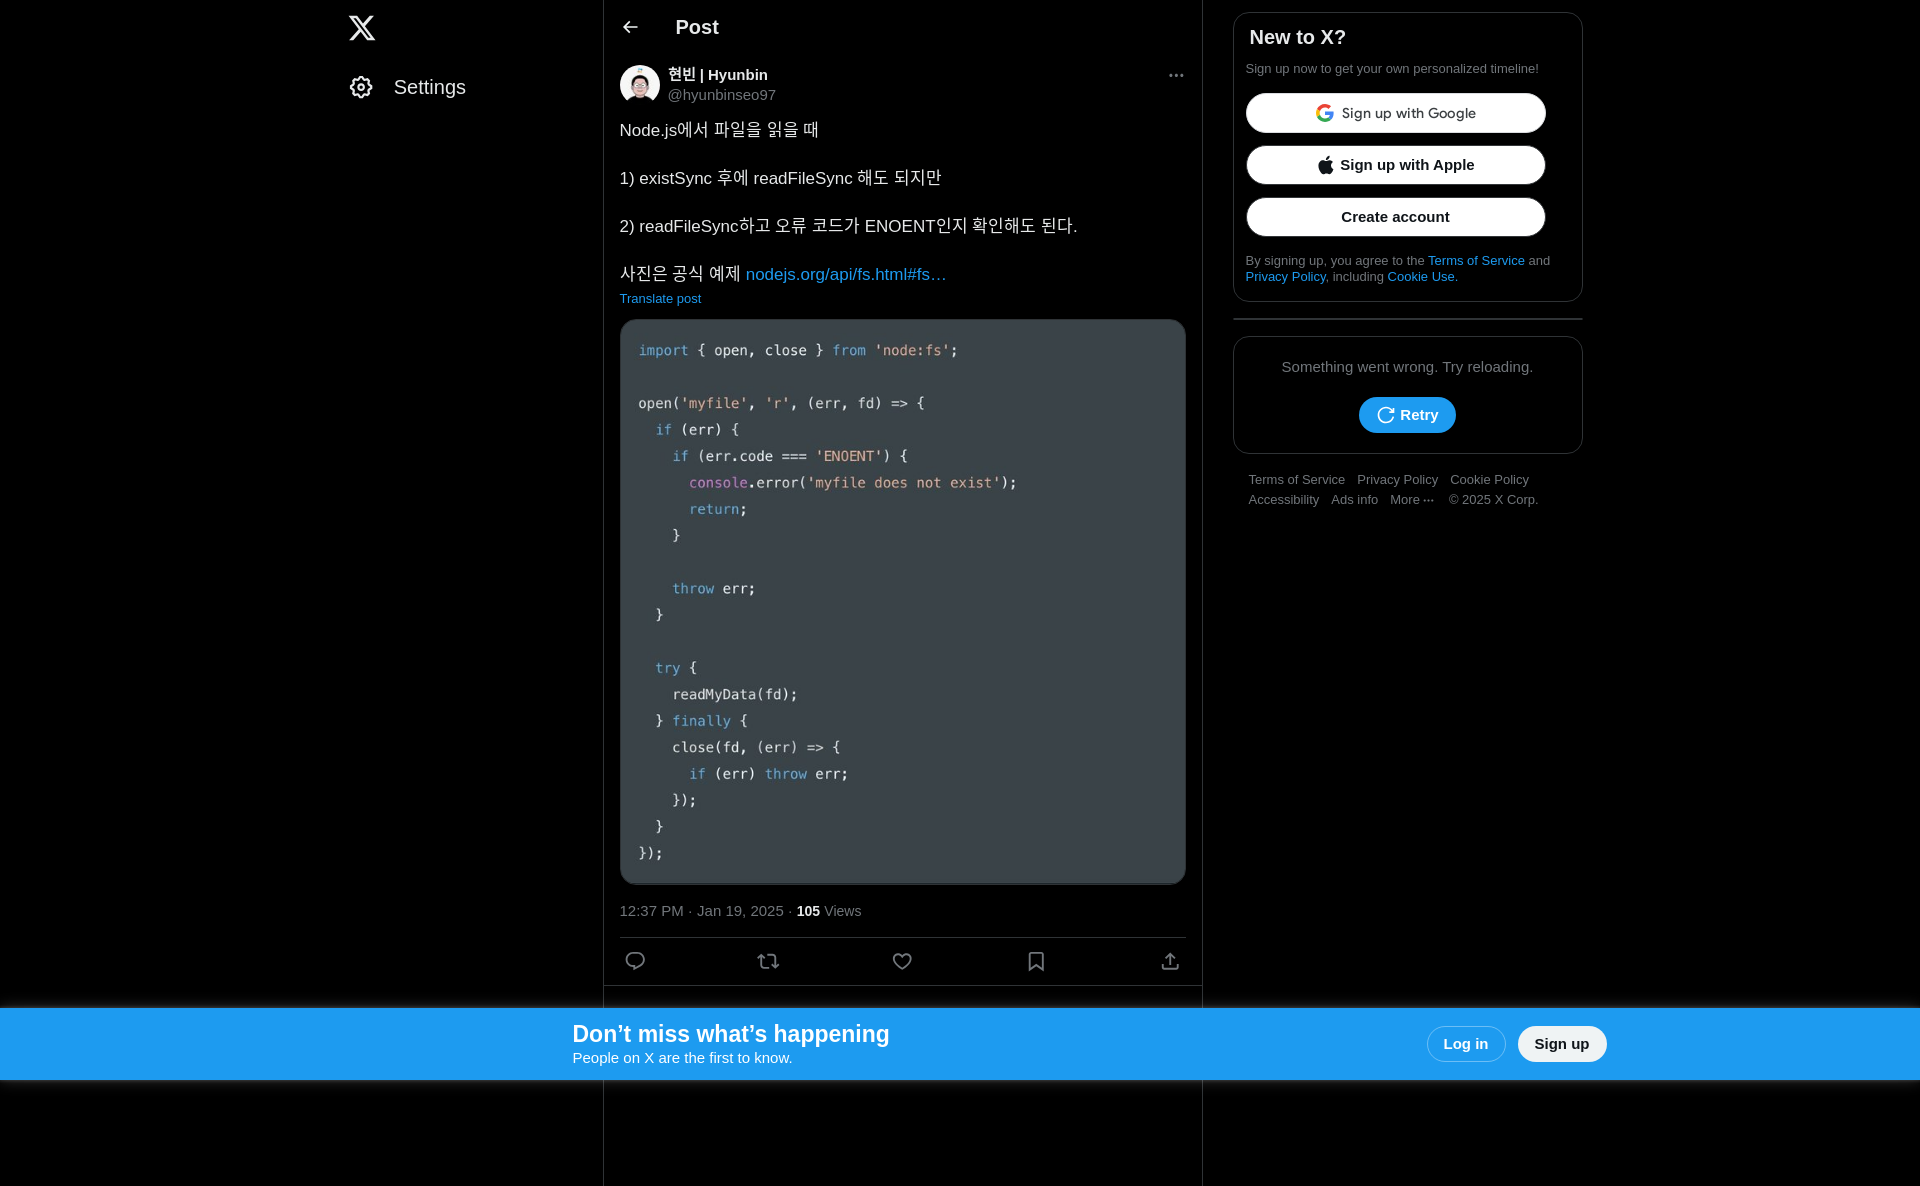 Settings
Post
현빈 | Hyunbin
@hyunbinseo97
Node.js에서 파일을 읽을 때
1) existSync 후에 readFileSync 해도 되지만
2) readFileSync하고 오류 코드가 ENOENT인지 확인해도 된다.
사진은 공식 예제 nodejs.org/api/fs.html#fs…
Translate post
import { open, close } from 'node:fs';
open('myfile', 'r', (err, fd) => {
  if (err) {
    if (err.code === 'ENOENT') {
      console.error('myfile does not exist');
      return;
    }
    throw err;
  }
  try {
    readMyData(fd);
  } finally {
    close(fd, (err) => {
      if (err) throw err;
    });
  }
});
12:37 PM · Jan 19, 2025 · 105 Views
New to X?
Sign up now to get your own personalized timeline!
Sign up with Google
Sign up with Apple
Create account
By signing up, you agree to the Terms of Service and
Privacy Policy, including Cookie Use.
Something went wrong. Try reloading.
Retry
Terms of Service Privacy Policy Cookie Policy
Accessibility Ads info More ··· © 2025 X Corp.
Don’t miss what’s happening
People on X are the first to know.
Log in
Sign up